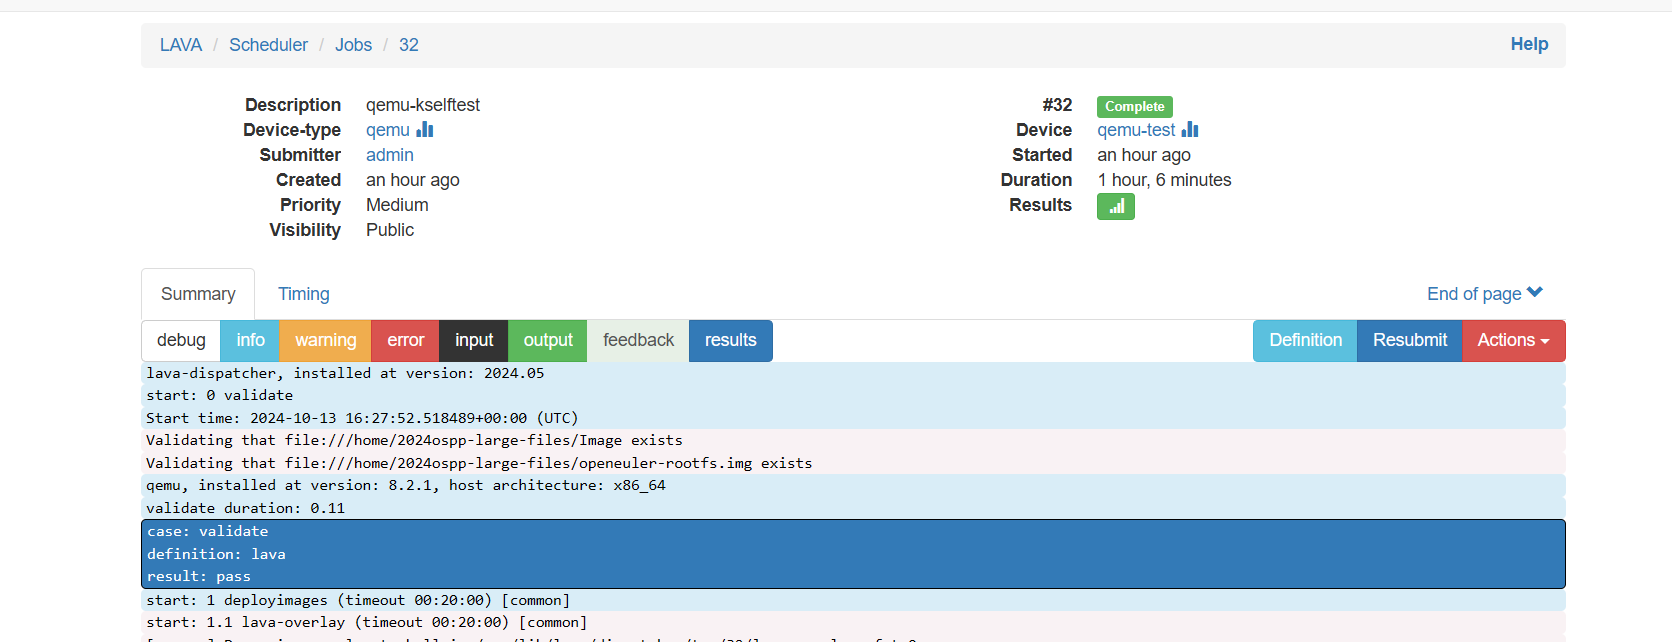 LAVA / Scheduler / Jobs / 32
Help
Description qemu-kselftest
Device-type qemu
Submitter admin
Created an hour ago
Priority Medium
Visibility Public
#32 Complete
Device qemu-test
Started an hour ago
Duration 1 hour, 6 minutes
Results
Summary Timing End of page
debug info warning error input output feedback results Definition Resubmit Actions
lava-dispatcher, installed at version: 2024.05
start: 0 validate
Start time: 2024-10-13 16:27:52.518489+00:00 (UTC)
Validating that file:///home/2024ospp-large-files/Image exists
Validating that file:///home/2024ospp-large-files/openeuler-rootfs.img exists
qemu, installed at version: 8.2.1, host architecture: x86_64
validate duration: 0.11
case: validate
definition: lava
result: pass
start: 1 deployimages (timeout 00:20:00) [common]
start: 1.1 lava-overlay (timeout 00:20:00) [common]